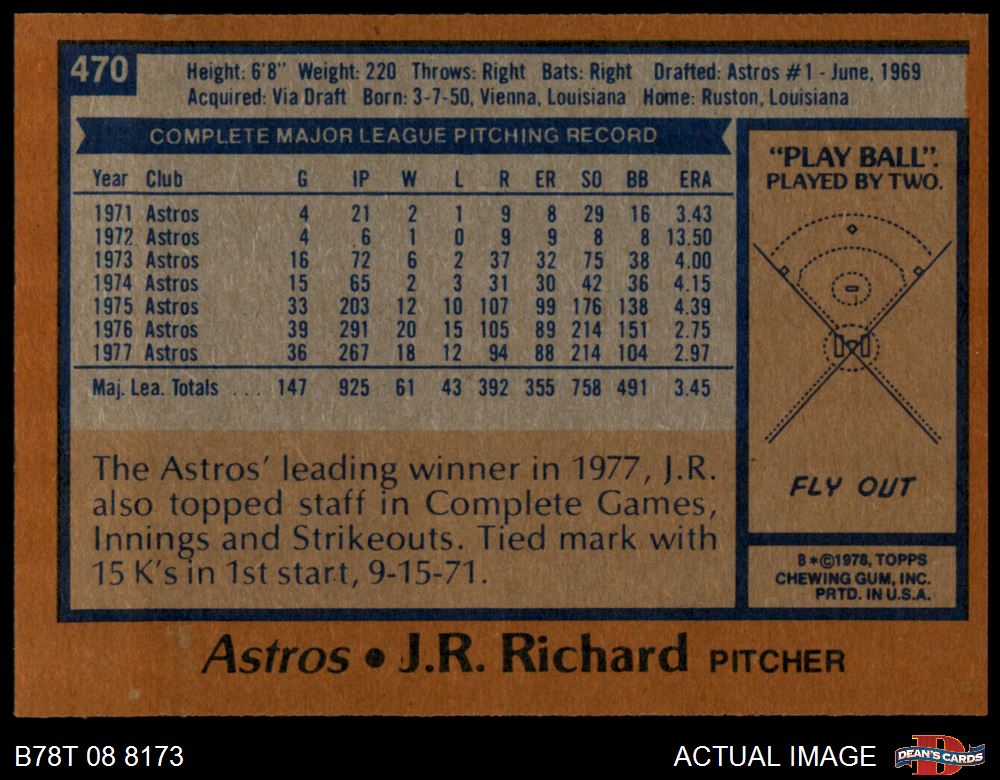 470
Height: 6'8" Weight: 220 Throws: Right Bats: Right Drafted: Astros #1 - June, 1969
Acquired: Via Draft Born: 3-7-50, Vienna, Louisiana Home: Ruston, Louisiana
COMPLETE MAJOR LEAGUE PITCHING RECORD
Year Club G IP W L R ER SO BB ERA
1971 Astros 4 21 2 1 9 8 29 16 3.43
1972 Astros 4 6 1 0 9 9 8 8 13.50
1973 Astros 16 72 6 2 37 32 75 38 4.00
1974 Astros 15 65 2 3 31 30 42 36 4.15
1975 Astros 33 203 12 10 107 99 176 138 4.39
1976 Astros 39 291 20 15 105 89 214 151 2.75
1977 Astros 36 267 18 12 94 88 214 104 2.97
Maj. Lea. Totals . . . 147 925 61 43 392 355 758 491 3.45
The Astros' leading winner in 1977, J.R.
also topped staff in Complete Games,
Innings and Strikeouts. Tied mark with
15 K's in 1st start, 9-15-71.
"PLAY BALL".
PLAYED BY TWO.
FLY OUT
B*©1978, TOPPS
CHEWING GUM, INC.
PRTD. IN U.S.A.
Astros • J.R. Richard PITCHER
B78T 08 8173
ACTUAL IMAGE
DEAN'S CARDS